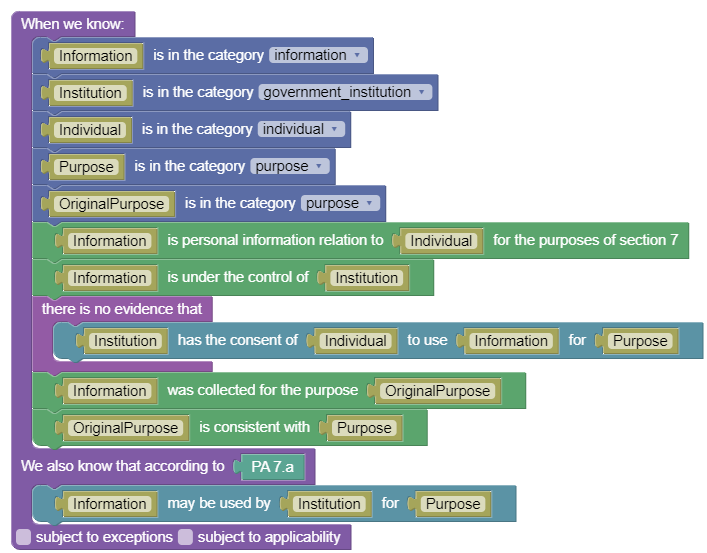 When we know:
Information is in the category information
Institution is in the category government_institution
Individual is in the category individual
Purpose is in the category purpose
OriginalPurpose is in the category purpose
Information is personal information relation to Individual for the purposes of section 7
Information is under the control of Institution
there is no evidence that
Institution has the consent of Individual to use Information for Purpose
Information was collected for the purpose OriginalPurpose
OriginalPurpose is consistent with Purpose
We also know that according to PA 7.a
Information may be used by Institution for Purpose
subject to exceptions subject to applicability